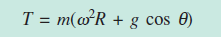 T = m(ω²R + g cos θ)